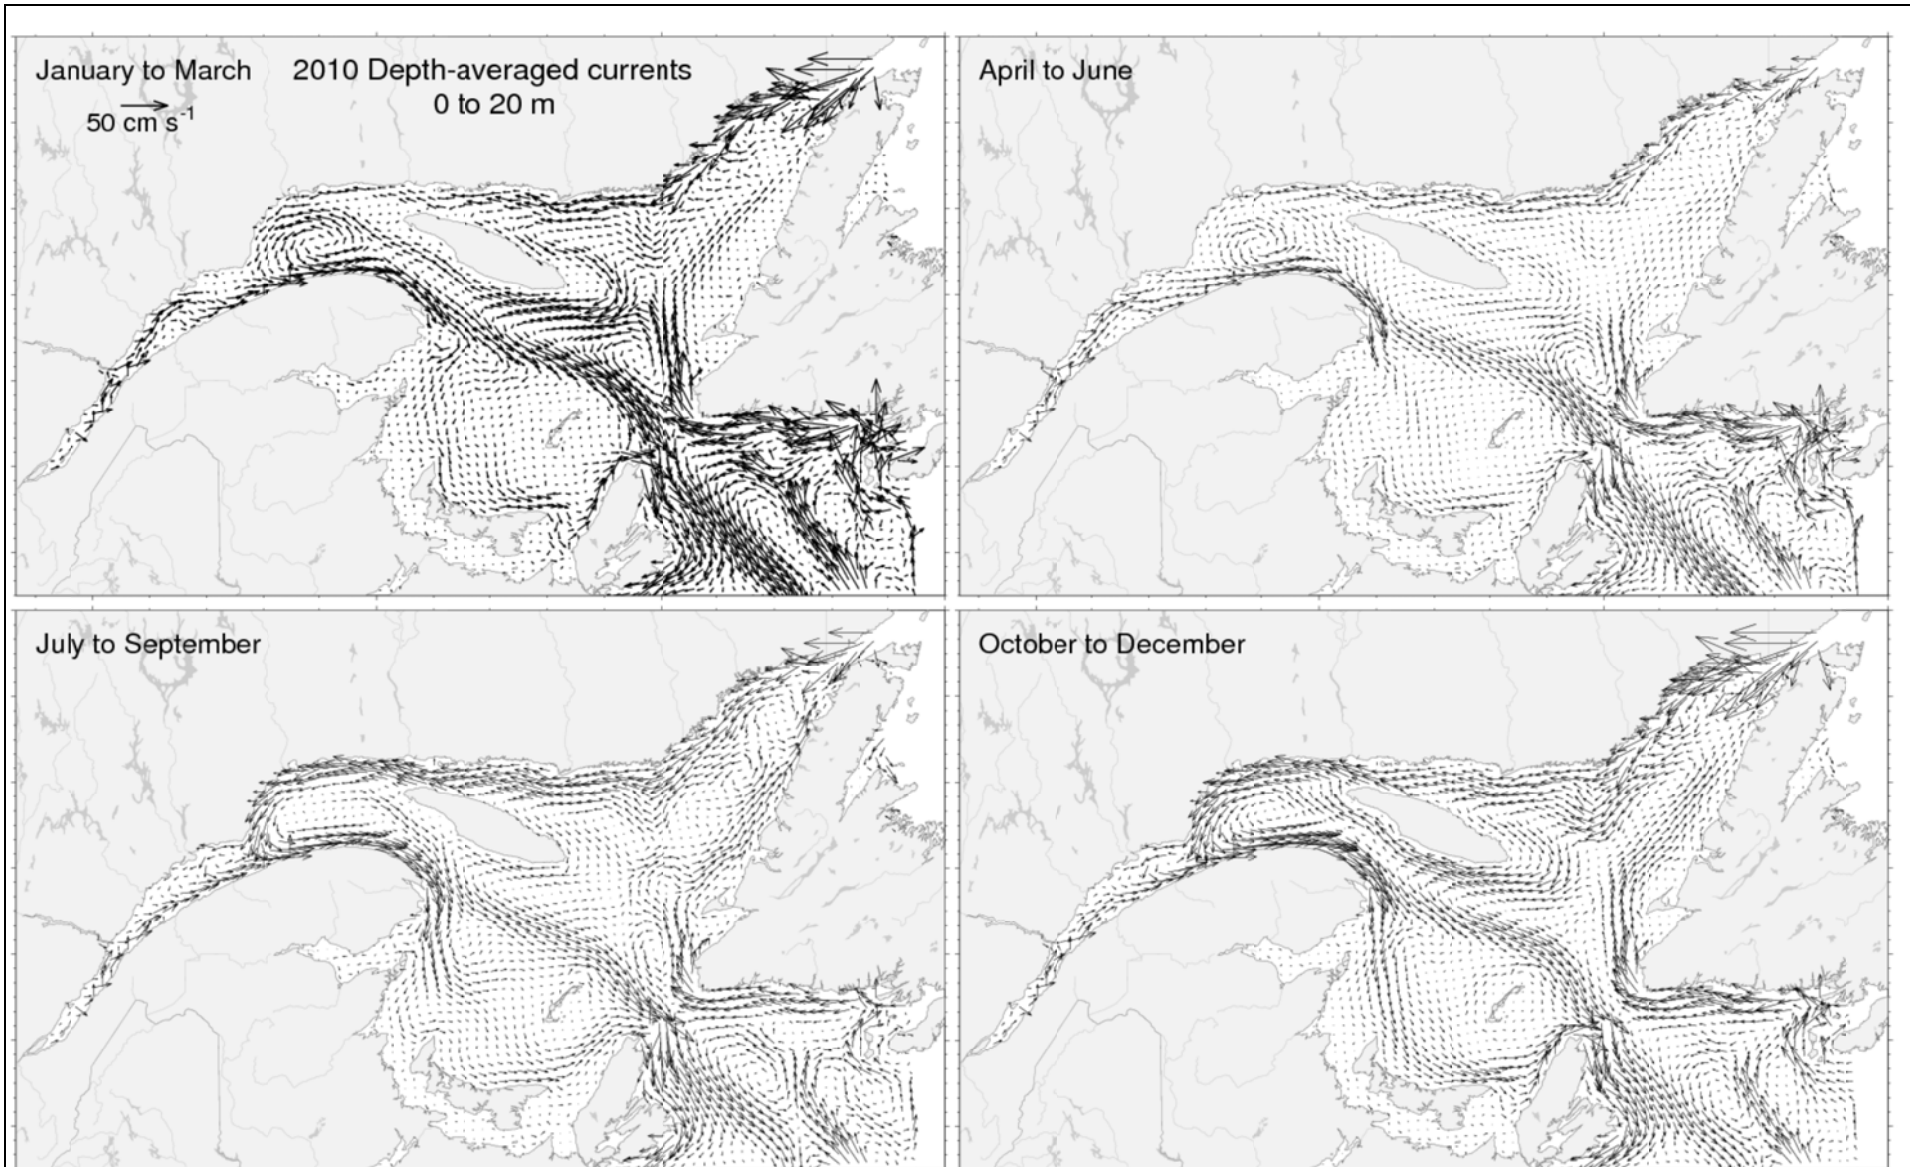 January to March
2010 Depth-averaged currents
0 to 20 m
50 cm s-1
April to June
July to September
October to December